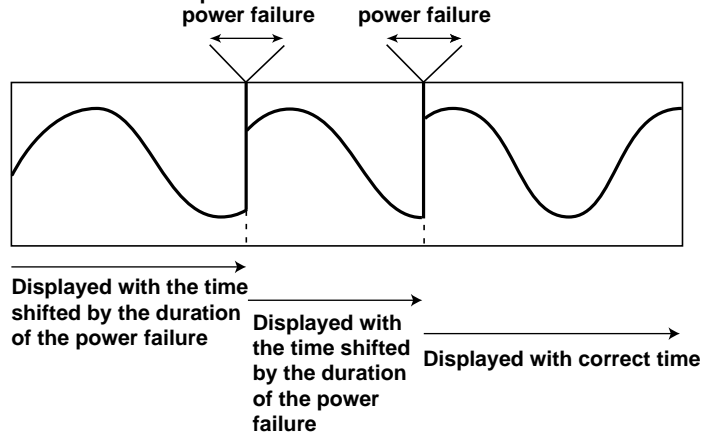 power failure
power failure
Displayed with the time
shifted by the duration
of the power failure
Displayed with
the time shifted
by the duration
of the power
failure
Displayed with correct time